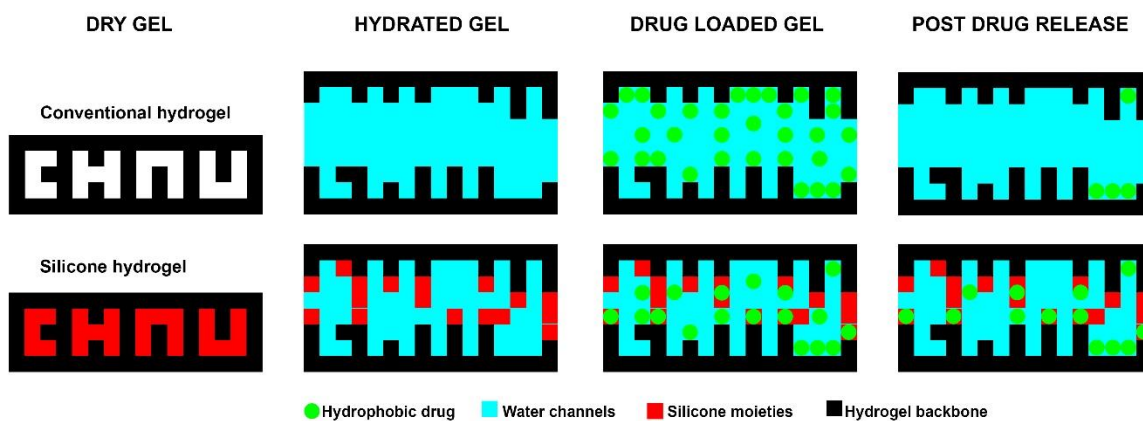 DRY GEL
HYDRATED GEL
DRUG LOADED GEL
POST DRUG RELEASE
Conventional hydrogel
Silicone hydrogel
Hydrophobic drug
Water channels
Silicone moieties
Hydrogel backbone